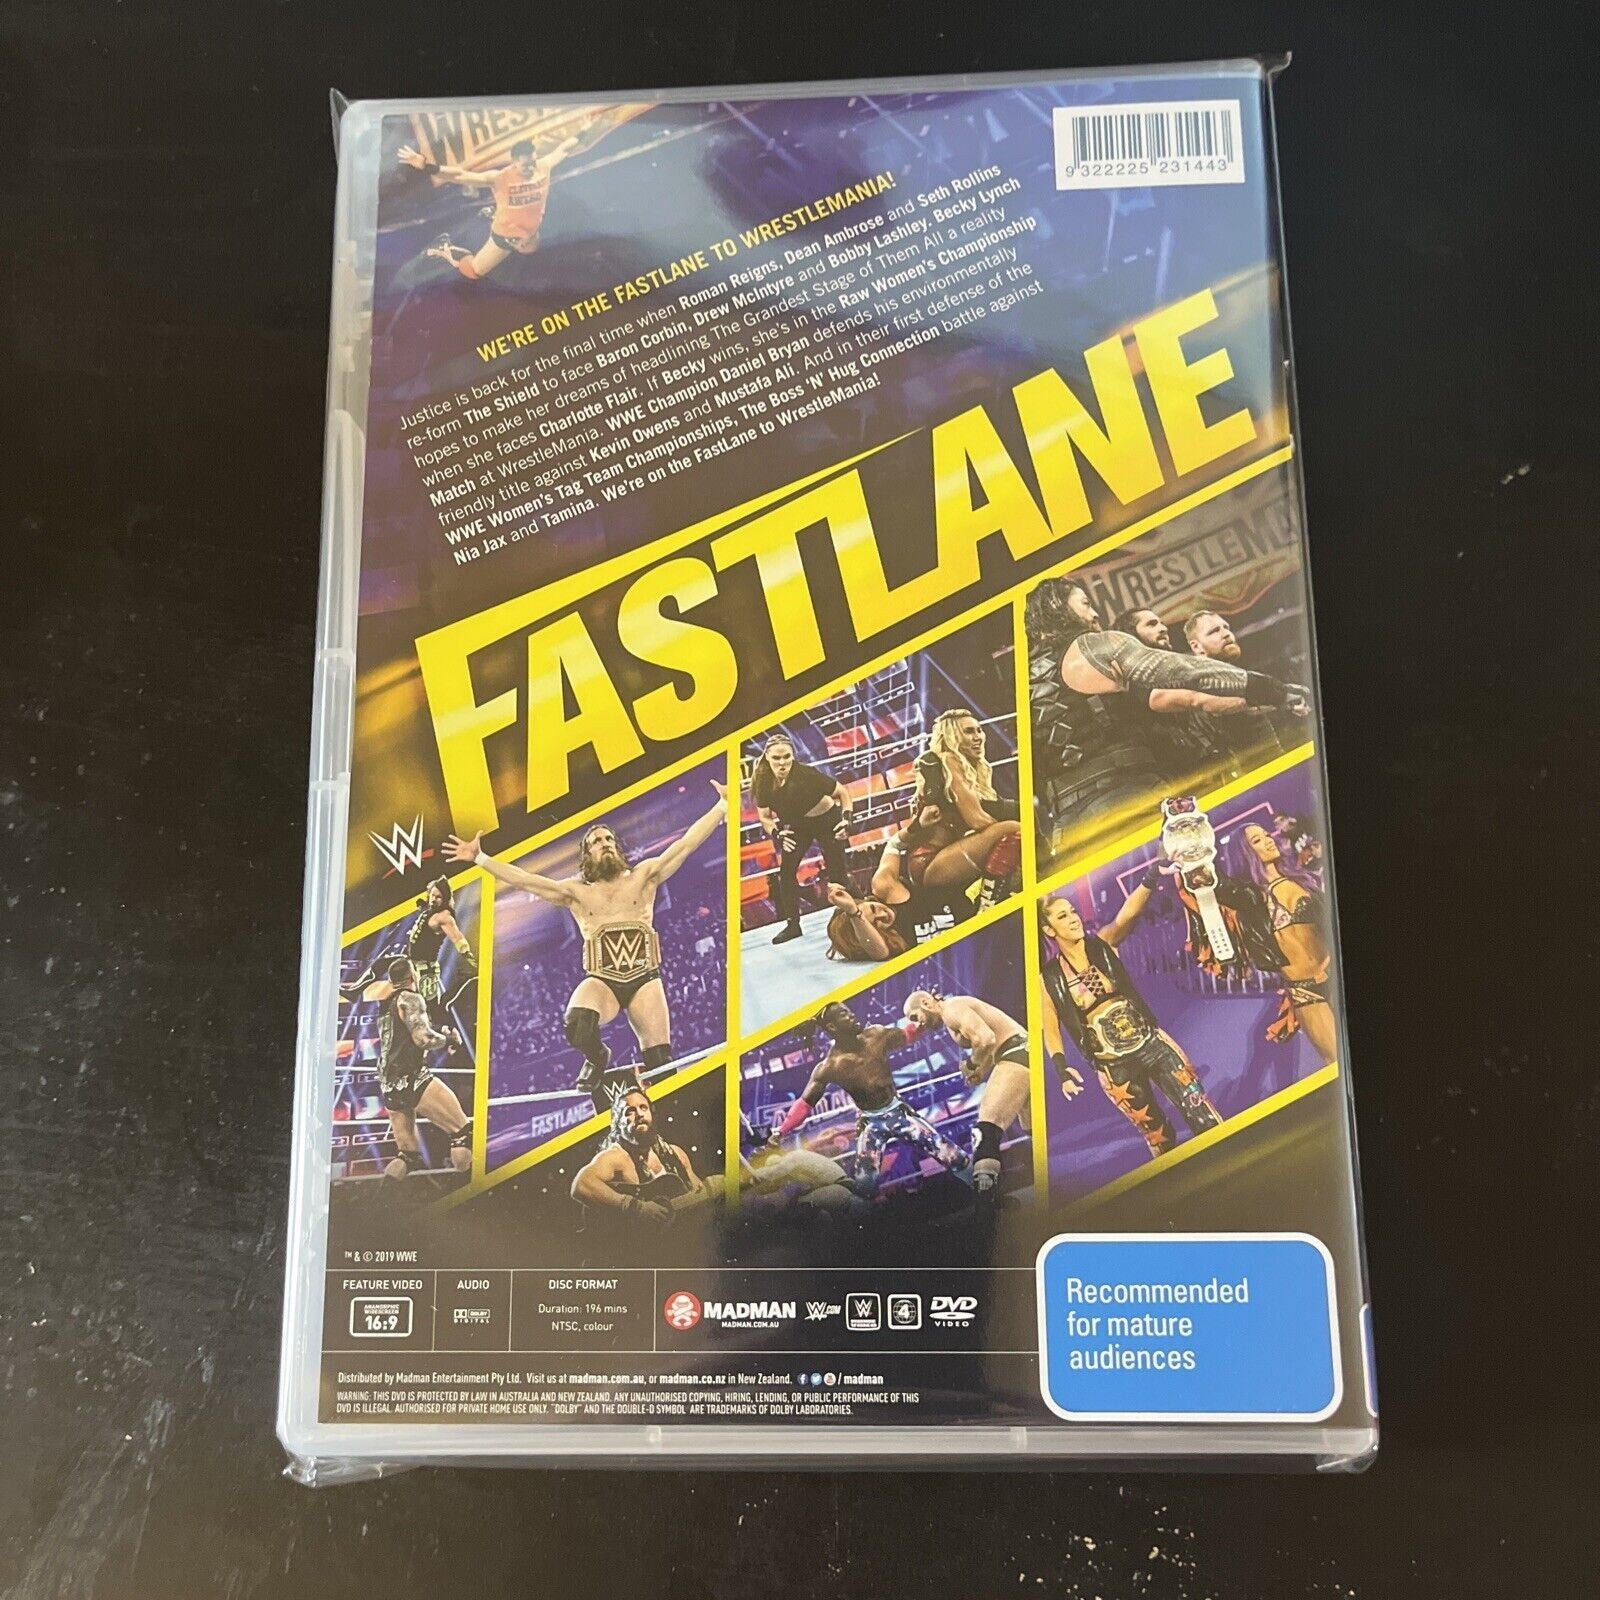 9 322225 231443
WE'RE ON THE FASTLANE TO WRESTLEMANIA!
Justice is back for the final time when Roman Reigns, Dean Ambrose and Seth Rollins
re-form The Shield to face Baron Corbin, Drew McIntyre and Bobby Lashley. Becky Lynch
hopes to make her dreams of headlining The Grandest Stage of Them All a reality
when she faces Charlotte Flair. If Becky wins, she's in the Raw Women's Championship
Match at WrestleMania. WWE Champion Daniel Bryan defends his environmentally
friendly title against Kevin Owens and Mustafa Ali. And in their first defense of the
WWE Women's Tag Team Championships, The Boss 'N' Hug Connection battle against
Nia Jax and Tamina. We're on the FastLane to WrestleMania!
FASTLANE
WRESTLEMA
W
FASTLANE
™ & © 2019 WWE
FEATURE VIDEO
ANAMORPHIC
WIDESCREEN
16:9
AUDIO
DOLBY
DIGITAL
DISC FORMAT
Duration: 196 mins
NTSC, colour
MADMAN
MADMAN.COM.AU
W.COM
4
DVD
VIDEO
Recommended
for mature
audiences
Distributed by Madman Entertainment Pty Ltd. Visit us at madman.com.au, or madman.co.nz in New Zealand. /madman
WARNING: THIS DVD IS PROTECTED BY LAW IN AUSTRALIA AND NEW ZEALAND. ANY UNAUTHORISED COPYING, HIRING, LENDING, OR PUBLIC PERFORMANCE OF THIS
DVD IS ILLEGAL. AUTHORISED FOR PRIVATE HOME USE ONLY. "DOLBY" AND THE DOUBLE-D SYMBOL ARE TRADEMARKS OF DOLBY LABORATORIES.